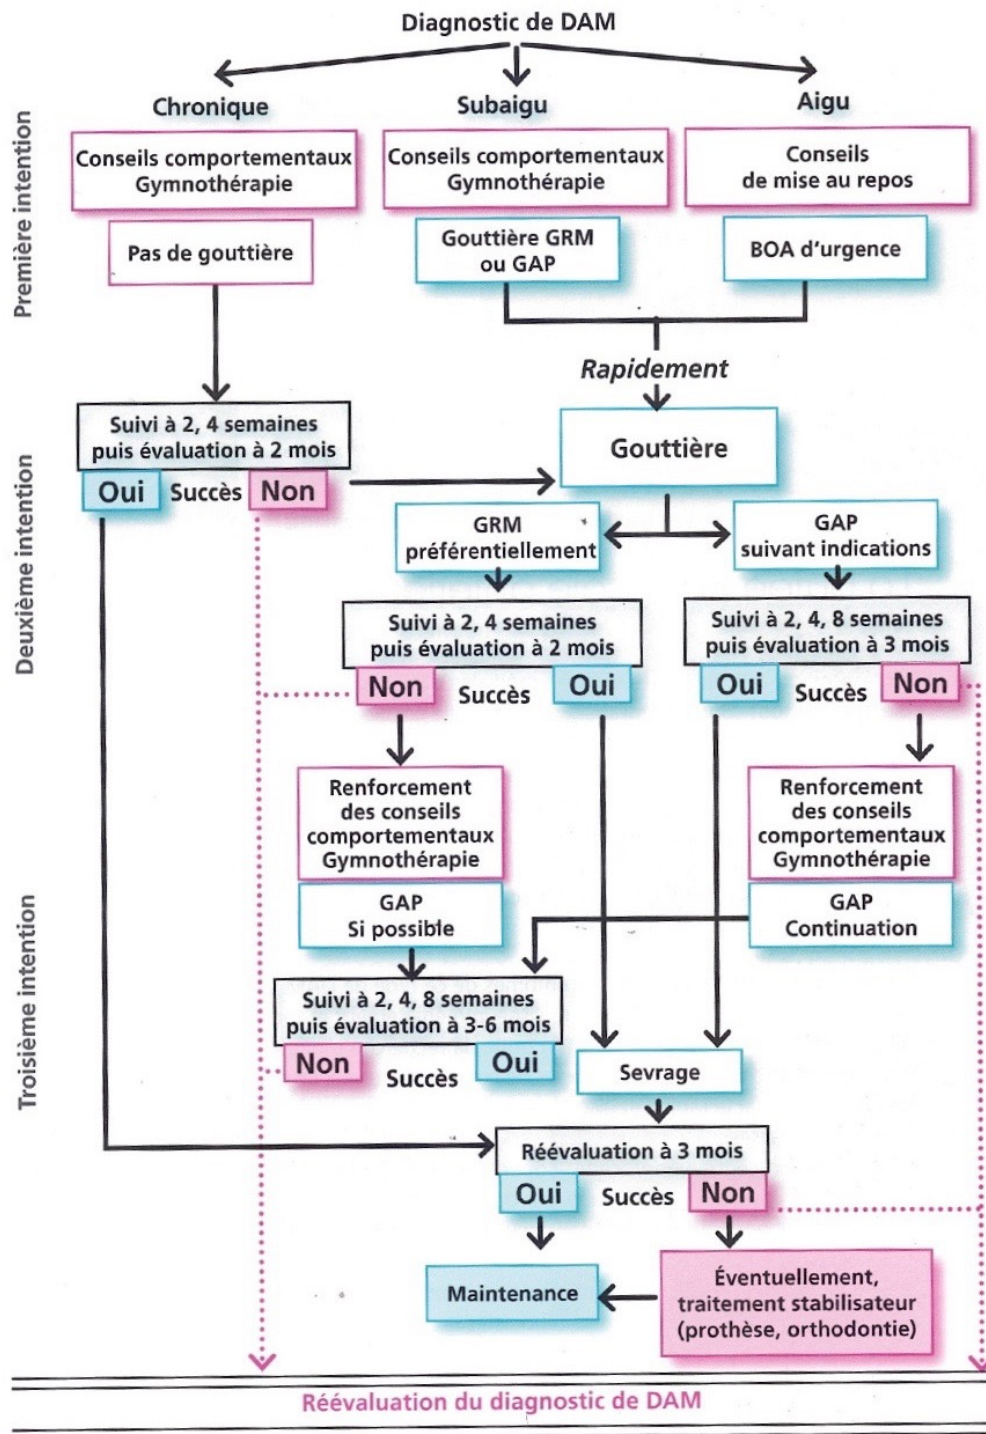 Diagnostic de DAM
Chronique
Subaigu
Aigu
Première intention
Conseils comportementaux
Gymnothérapie
Conseils comportementaux
Gymnothérapie
Conseils
de mise au repos
Pas de gouttière
Gouttière GRM
ou GAP
BOA d'urgence
Rapidement
Deuxième intention
Suivi à 2, 4 semaines
puis évaluation à 2 mois
Oui Succès Non
Gouttière
GRM
préférentiellement
GAP
suivant indications
Suivi à 2, 4 semaines
puis évaluation à 2 mois
Non Succès Oui
Suivi à 2, 4, 8 semaines
puis évaluation à 3 mois
Oui Succès Non
Troisième intention
Renforcement
des conseils
comportementaux
Gymnothérapie
GAP
Si possible
Renforcement
des conseils
comportementaux
Gymnothérapie
GAP
Continuation
Suivi à 2, 4, 8 semaines
puis évaluation à 3-6 mois
Non Succès Oui
Sevrage
Réévaluation à 3 mois
Oui Succès Non
Maintenance
Éventuellement,
traitement stabilisateur
(prothèse, orthodontie)
Réévaluation du diagnostic de DAM